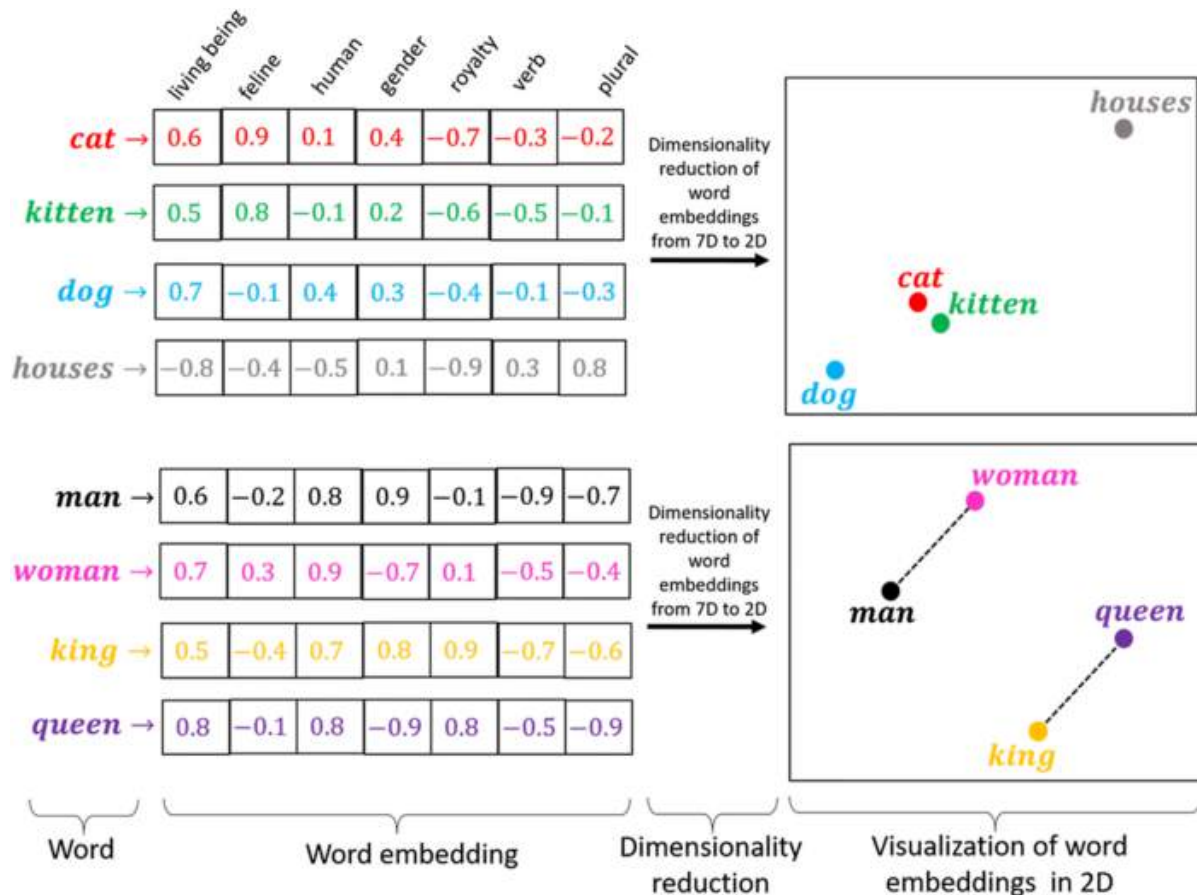 living being feline human gender royalty verb plural
cat → 0.6 0.9 0.1 0.4 −0.7 −0.3 −0.2
kitten → 0.5 0.8 −0.1 0.2 −0.6 −0.5 −0.1
dog → 0.7 −0.1 0.4 0.3 −0.4 −0.1 −0.3
houses → −0.8 −0.4 −0.5 0.1 −0.9 0.3 0.8
Dimensionality
reduction of
word
embeddings
from 7D to 2D
houses
cat
kitten
dog
man → 0.6 −0.2 0.8 0.9 −0.1 −0.9 −0.7
woman → 0.7 0.3 0.9 −0.7 0.1 −0.5 −0.4
king → 0.5 −0.4 0.7 0.8 0.9 −0.7 −0.6
queen → 0.8 −0.1 0.8 −0.9 0.8 −0.5 −0.9
Dimensionality
reduction of
word
embeddings
from 7D to 2D
woman
man
queen
king
Word
Word embedding
Dimensionality
reduction
Visualization of word
embeddings in 2D